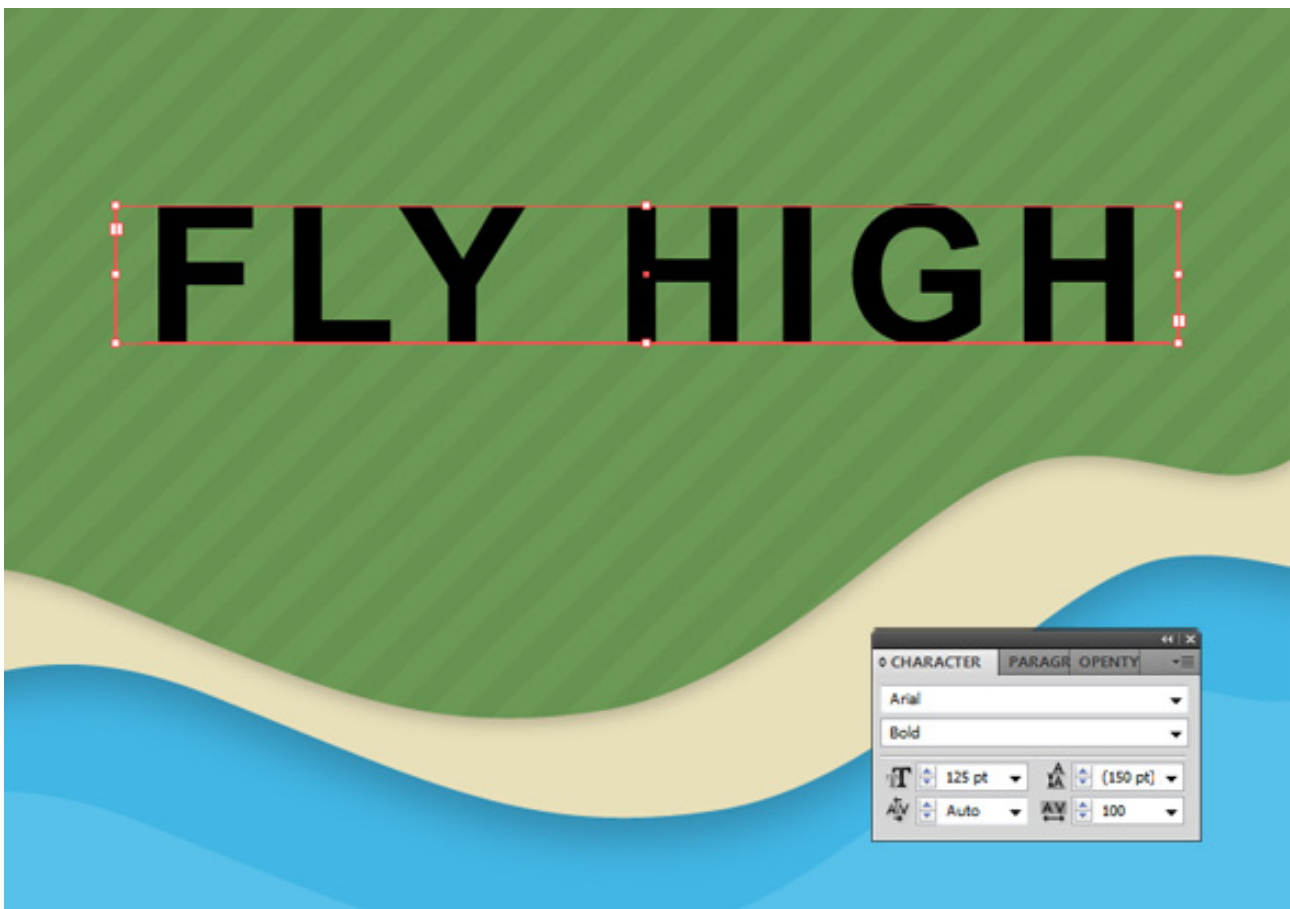 FLY HIGH
CHARACTER PARAGR OPENTY
Arial
Bold
125 pt (150 pt)
Auto 100